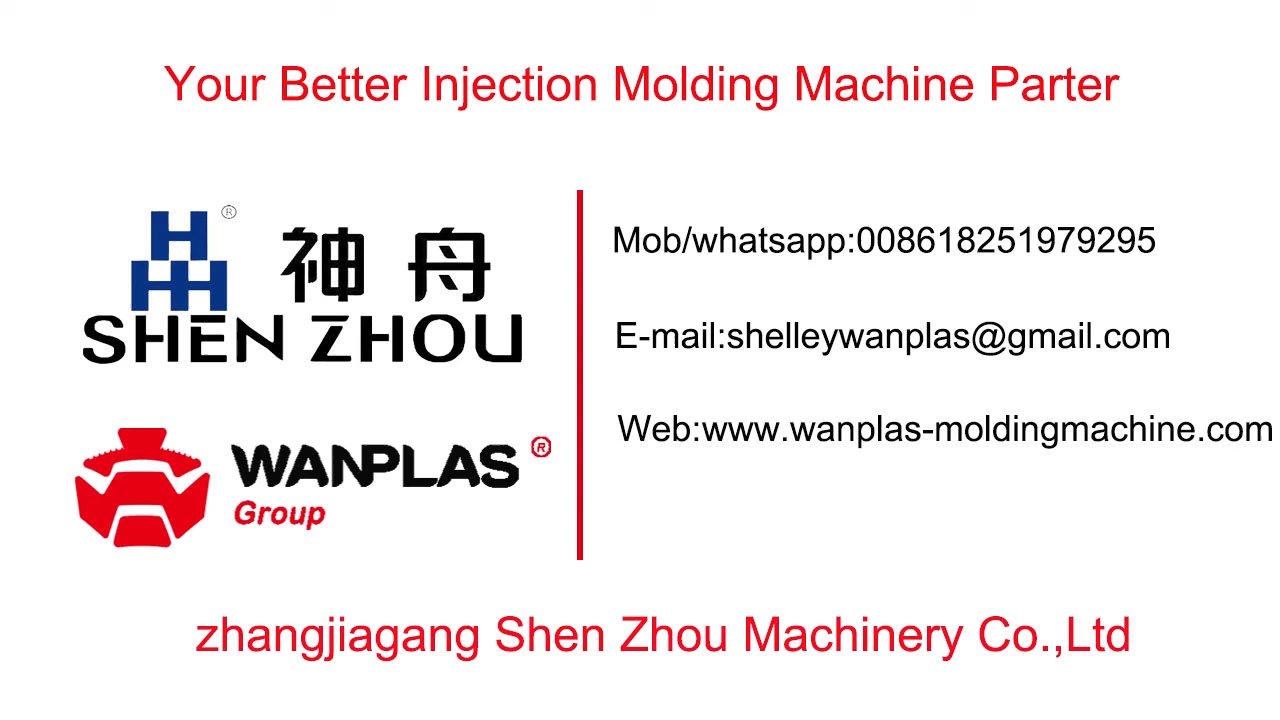 Your Better Injection Molding Machine Parter
神舟
SHEN ZHOU
WANPLAS
Group
Mob/whatsapp:008618251979295
E-mail:shelleywanplas@gmail.com
Web:www.wanplas-moldingmachine.com
zhangjiagang Shen Zhou Machinery Co.,Ltd